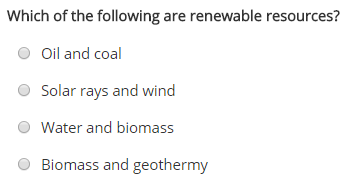 Which of the following are renewable resources?
Oil and coal
Solar rays and wind
Water and biomass
Biomass and geothermy